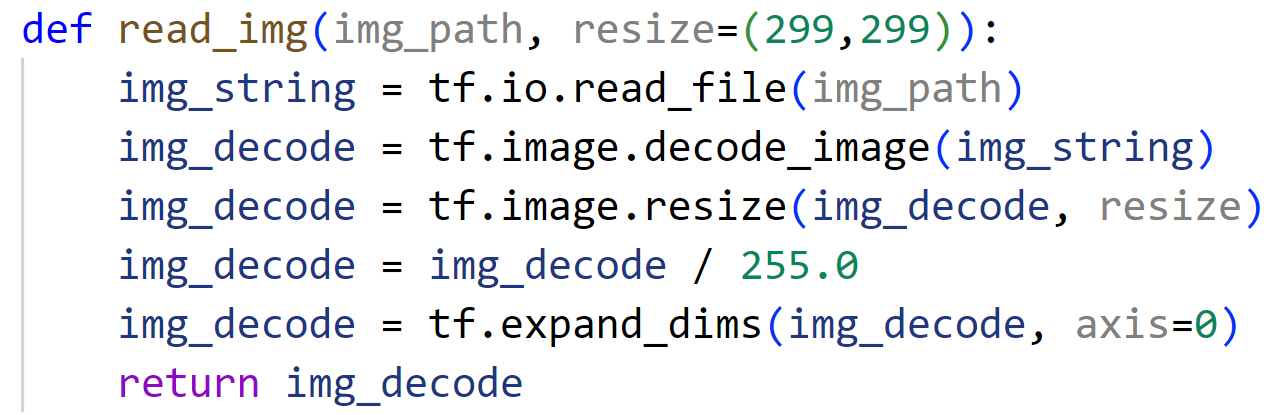 def read_img(img_path, resize=(299,299)):
    img_string = tf.io.read_file(img_path)
    img_decode = tf.image.decode_image(img_string)
    img_decode = tf.image.resize(img_decode, resize)
    img_decode = img_decode / 255.0
    img_decode = tf.expand_dims(img_decode, axis=0)
    return img_decode